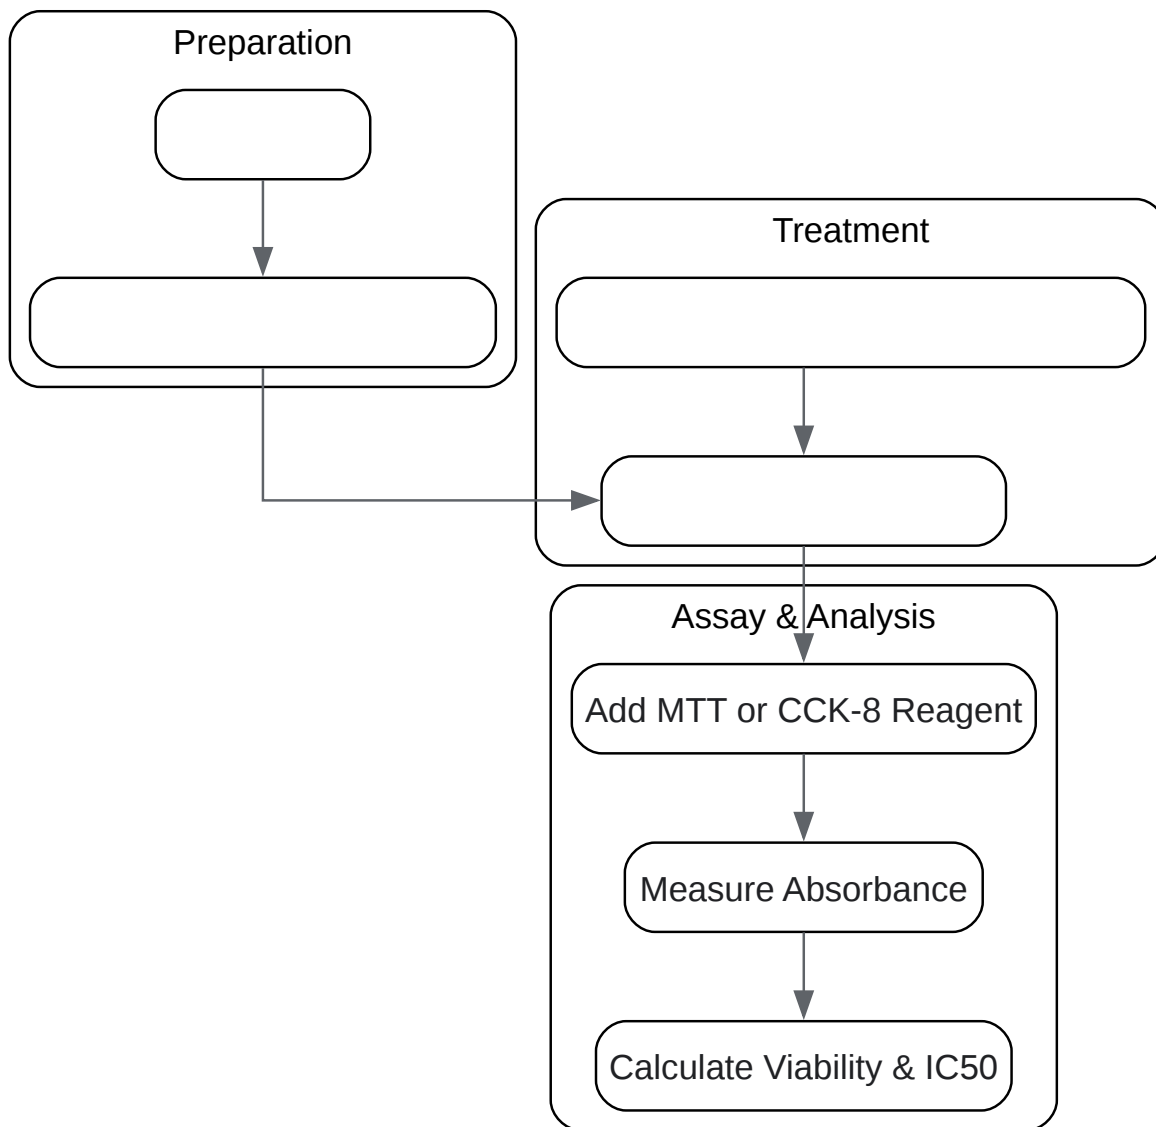 Preparation
Treatment
Assay & Analysis
Add MTT or CCK-8 Reagent
Measure Absorbance
Calculate Viability & IC50